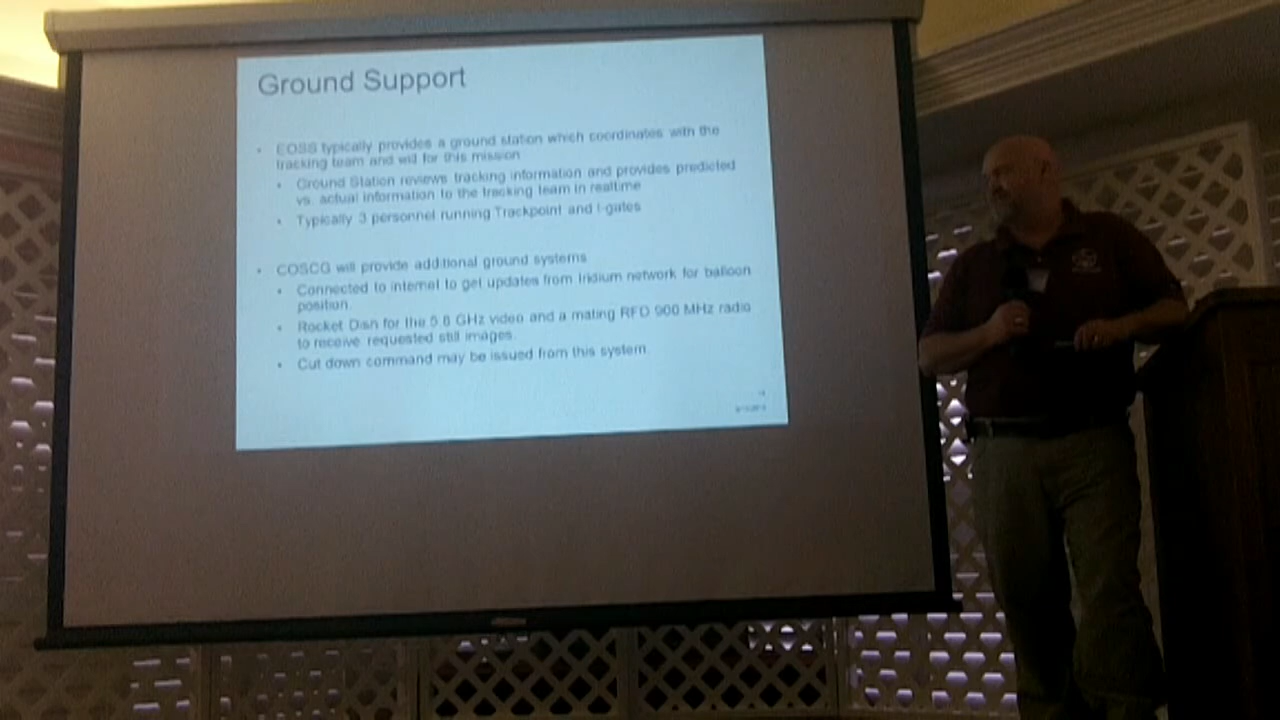 Ground Support
• EOSS typically provides a ground station which coordinates with the
tracking team and will for this mission
• Ground Station reviews tracking information and provides predicted
vs. actual information to the tracking team in realtime
• Typically 3 personnel running Trackpoint and I-gates
• COSCG will provide additional ground systems
• Connected to internet to get updates from Iridium network for balloon
position.
• Rocket Dish for the 5.8 GHz video and a mating RFD 900 MHz radio
to receive requested still images.
• Cut down command may be issued from this system.